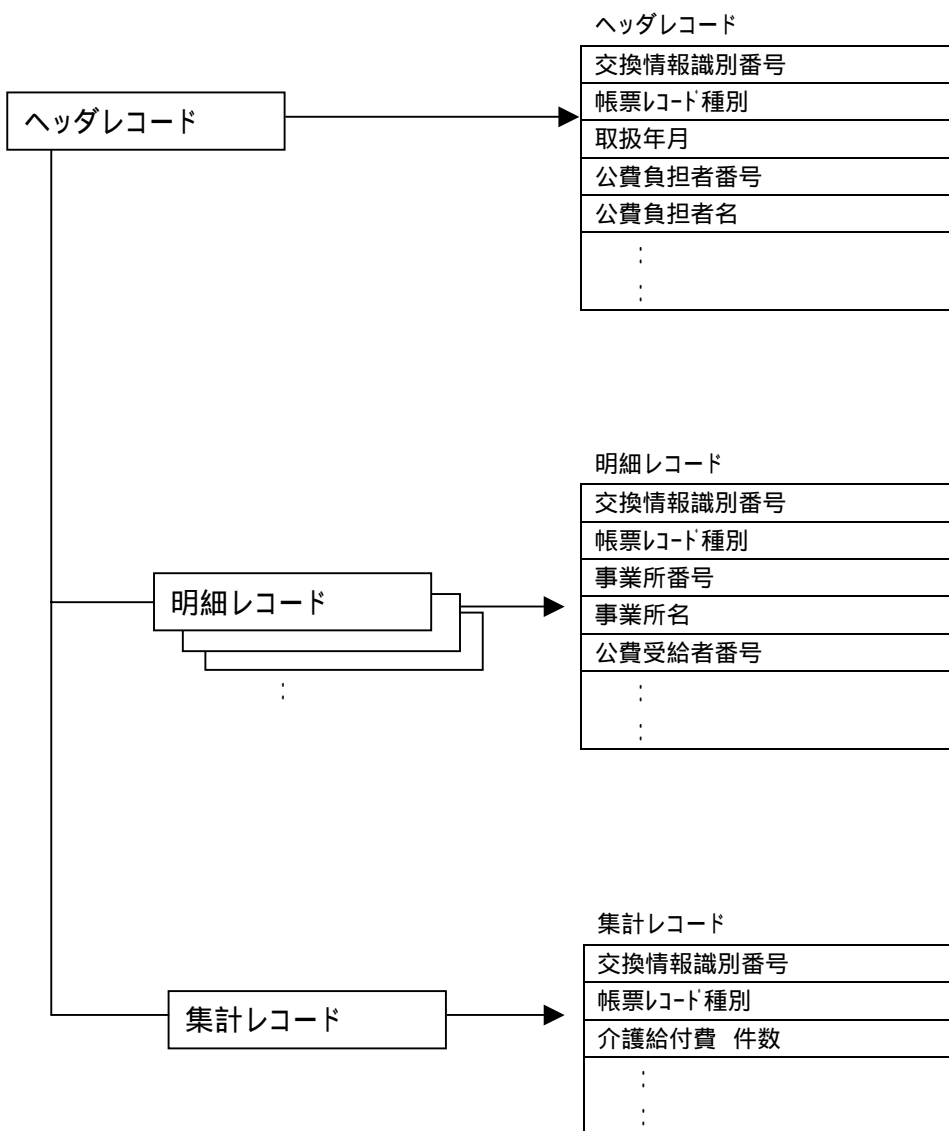 ヘッダレコード
ヘッダレコード
交換情報識別番号
帳票ﾚｺｰﾄﾞ種別
取扱年月
公費負担者番号
公費負担者名
:
:
明細レコード
:
明細レコード
交換情報識別番号
帳票ﾚｺｰﾄﾞ種別
事業所番号
事業所名
公費受給者番号
:
:
集計レコード
集計レコード
交換情報識別番号
帳票ﾚｺｰﾄﾞ種別
介護給付費 件数
:
: